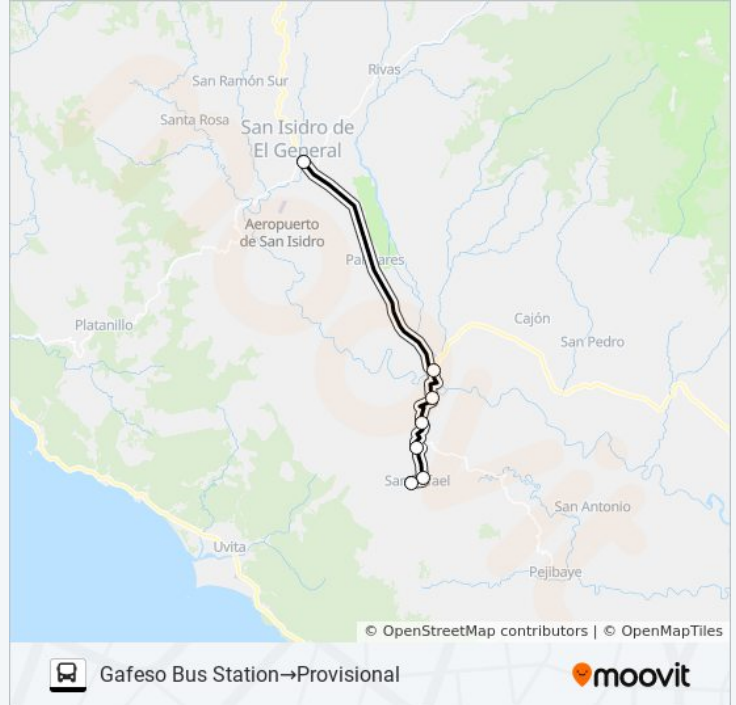 San Ramón Sur
Rivas
Santa Rosa
San Isidro de
El General
Aeropuerto
de San Isidro
Platanillo
Cajón
San Pedro
San Antonio
Uvita
Pejibaye
© OpenStreetMap contributors | © OpenMapTiles
Gafeso Bus Station→Provisional
moovit